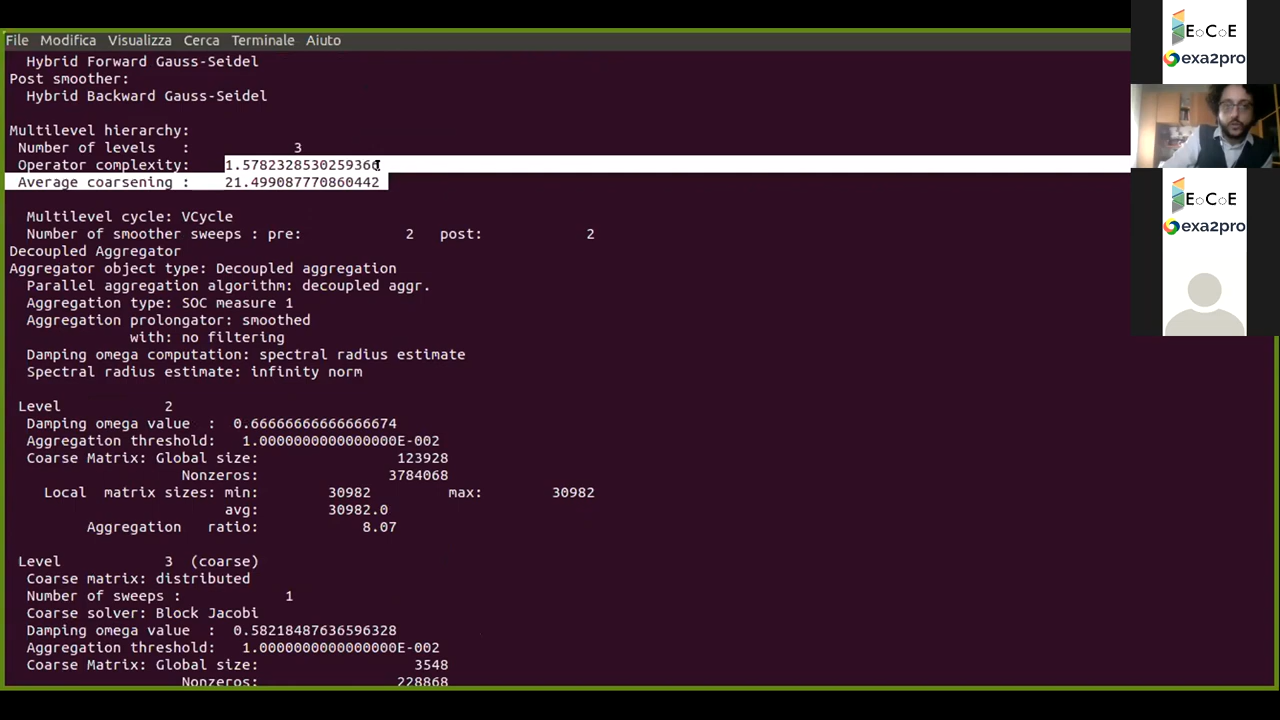 File Modifica Visualizza Cerca Terminale Aiuto
Hybrid Forward Gauss-Seidel
Post smoother:
Hybrid Backward Gauss-Seidel
Multilevel hierarchy:
Number of levels : 3
Operator complexity: 1.5782328530259366
Average coarsening : 21.499087770860442
Multilevel cycle: VCycle
Number of smoother sweeps : pre: 2 post: 2
Decoupled Aggregator
Aggregator object type: Decoupled aggregation
Parallel aggregation algorithm: decoupled aggr.
Aggregation type: SOC measure 1
Aggregation prolongator: smoothed
with: no filtering
Damping omega computation: spectral radius estimate
Spectral radius estimate: infinity norm
Level 2
Damping omega value : 0.66666666666666674
Aggregation threshold: 1.0000000000000000E-002
Coarse Matrix: Global size: 123928
Nonzeros: 3784068
Local matrix sizes: min: 30982 max: 30982
avg: 30982.0
Aggregation ratio: 8.07
Level 3 (coarse)
Coarse matrix: distributed
Number of sweeps : 1
Coarse solver: Block Jacobi
Damping omega value : 0.58218487636596328
Aggregation threshold: 1.0000000000000000E-002
Coarse Matrix: Global size: 3548
Nonzeros: 228868
EoCoE
exa2pro
EoCoE
exa2pro